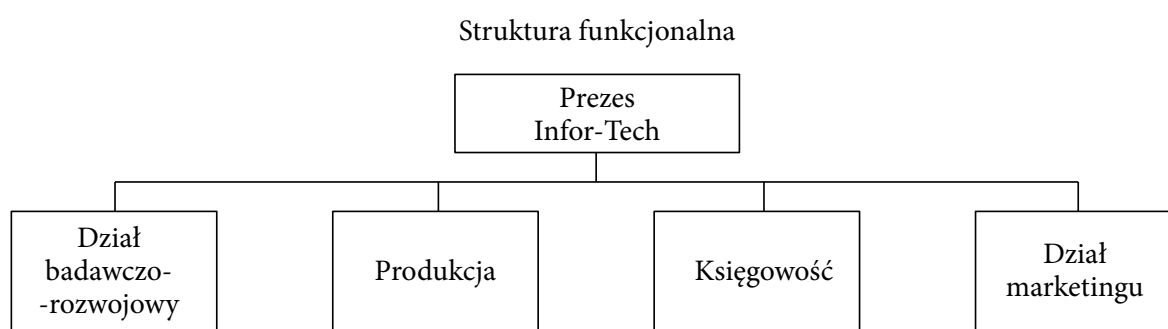 Struktura funkcjonalna
Prezes
Infor-Tech
Dział
badawczo-
-rozwojowy
Produkcja
Księgowość
Dział
marketingu